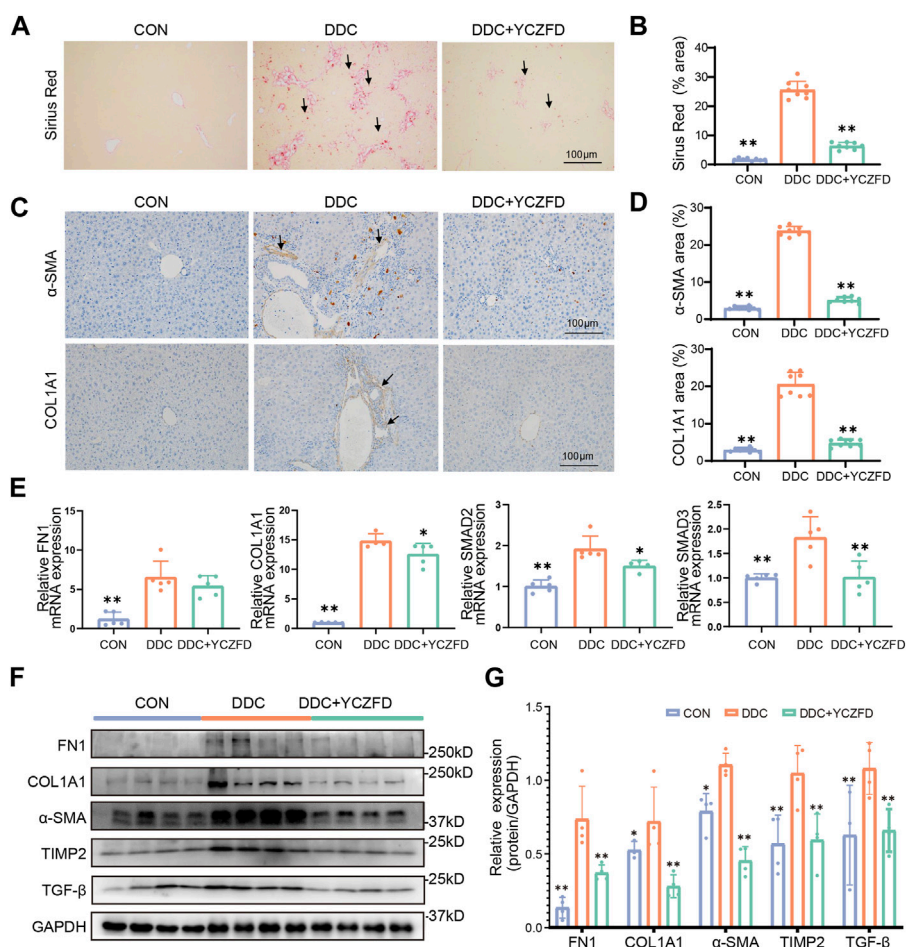 A
CON
DDC
DDC+YCZFD
Sirius Red
100μm
B
Sirus Red (% area)
40
30
20
10
0
**
**
CON
DDC
DDC+YCZFD
C
CON
DDC
DDC+YCZFD
α-SMA
100μm
COL1A1
100μm
D
α-SMA area (%)
30
20
10
0
**
**
CON
DDC
DDC+YCZFD
COL1A1 area (%)
30
20
10
0
**
**
CON
DDC
DDC+YCZFD
E
Relative FN1
mRNA expression
15
10
5
0
**
CON
DDC
DDC+YCZFD
Relative COL1A1
mRNA expression
20
15
10
5
0
**
*
CON
DDC
DDC+YCZFD
Relative SMAD2
mRNA expression
3
2
1
0
**
*
CON
DDC
DDC+YCZFD
Relative SMAD3
mRNA expression
2.5
2.0
1.5
1.0
0.5
0.0
**
**
CON
DDC
DDC+YCZFD
F
CON
DDC
DDC+YCZFD
FN1
-250kD
COL1A1
-250kD
α-SMA
-37kD
TIMP2
-25kD
TGF-β
-25kD
GAPDH
-37kD
G
CON
DDC
DDC+YCZFD
Relative expression
(protein/GAPDH)
1.5
1.0
0.5
0.0
**
**
*
**
*
**
**
**
**
**
FN1
COL1A1
α-SMA
TIMP2
TGF-β